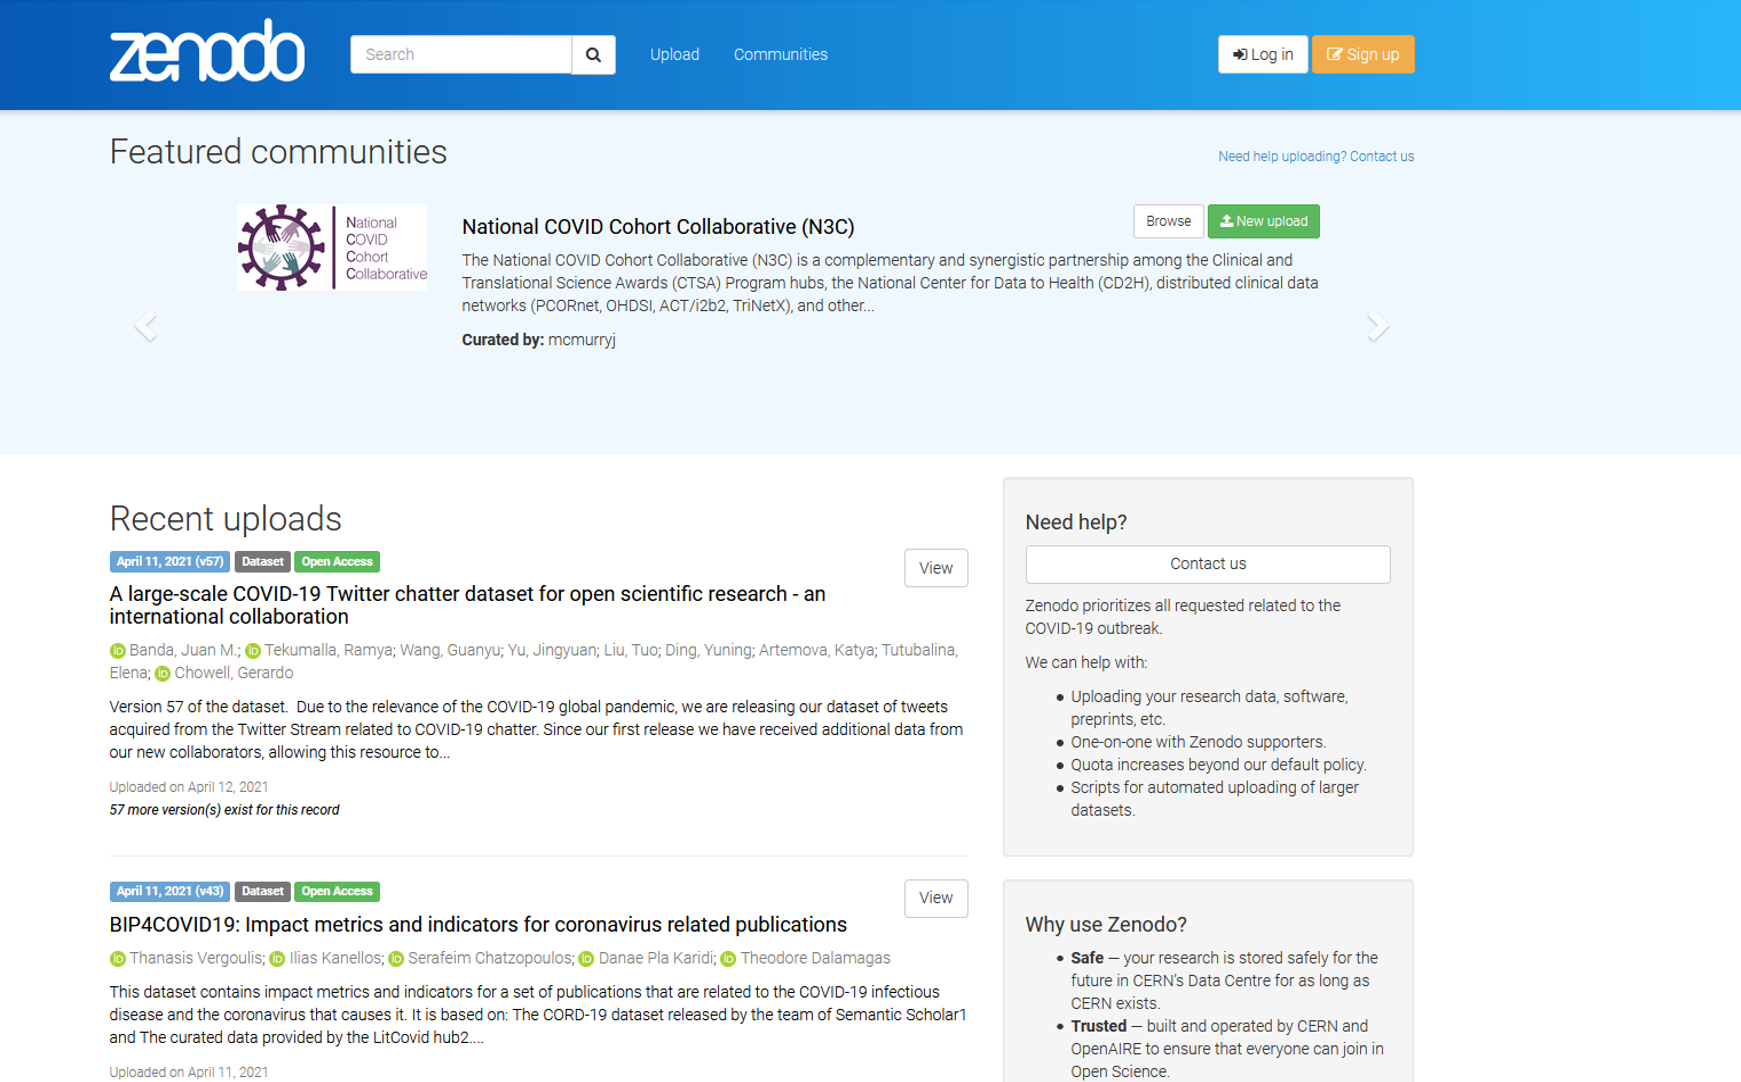 zenodo
Search
Upload
Communities
Log in
Sign up
Featured communities
Need help uploading? Contact us
National
COVID
Cohort
Collaborative
National COVID Cohort Collaborative (N3C)
Browse
New upload
The National COVID Cohort Collaborative (N3C) is a complementary and synergistic partnership among the Clinical and
Translational Science Awards (CTSA) Program hubs, the National Center for Data to Health (CD2H), distributed clinical data
networks (PCORnet, OHDSI, ACT/i2b2, TriNetX), and other...
Curated by: mcmurryj
Recent uploads
April 11, 2021 (v57) Dataset Open Access
View
A large-scale COVID-19 Twitter chatter dataset for open scientific research - an
international collaboration
iD Banda, Juan M.; iD Tekumalla, Ramya; Wang, Guanyu; Yu, Jingyuan; Liu, Tuo; Ding, Yuning; Artemova, Katya; Tutubalina,
Elena; iD Chowell, Gerardo
Version 57 of the dataset.  Due to the relevance of the COVID-19 global pandemic, we are releasing our dataset of tweets
acquired from the Twitter Stream related to COVID-19 chatter. Since our first release we have received additional data from
our new collaborators, allowing this resource to...
Uploaded on April 12, 2021
57 more version(s) exist for this record
April 11, 2021 (v43) Dataset Open Access
View
BIP4COVID19: Impact metrics and indicators for coronavirus related publications
iD Thanasis Vergoulis; iD Ilias Kanellos; iD Serafeim Chatzopoulos; iD Danae Pla Karidi; iD Theodore Dalamagas
This dataset contains impact metrics and indicators for a set of publications that are related to the COVID-19 infectious
disease and the coronavirus that causes it. It is based on: The CORD-19 dataset released by the team of Semantic Scholar1
and The curated data provided by the LitCovid hub2....
Uploaded on April 11, 2021
Need help?
Contact us
Zenodo prioritizes all requested related to the
COVID-19 outbreak.
We can help with:
● Uploading your research data, software,
preprints, etc.
● One-on-one with Zenodo supporters.
● Quota increases beyond our default policy.
● Scripts for automated uploading of larger
datasets.
Why use Zenodo?
● Safe — your research is stored safely for the
future in CERN's Data Centre for as long as
CERN exists.
● Trusted — built and operated by CERN and
OpenAIRE to ensure that everyone can join in
Open Science.